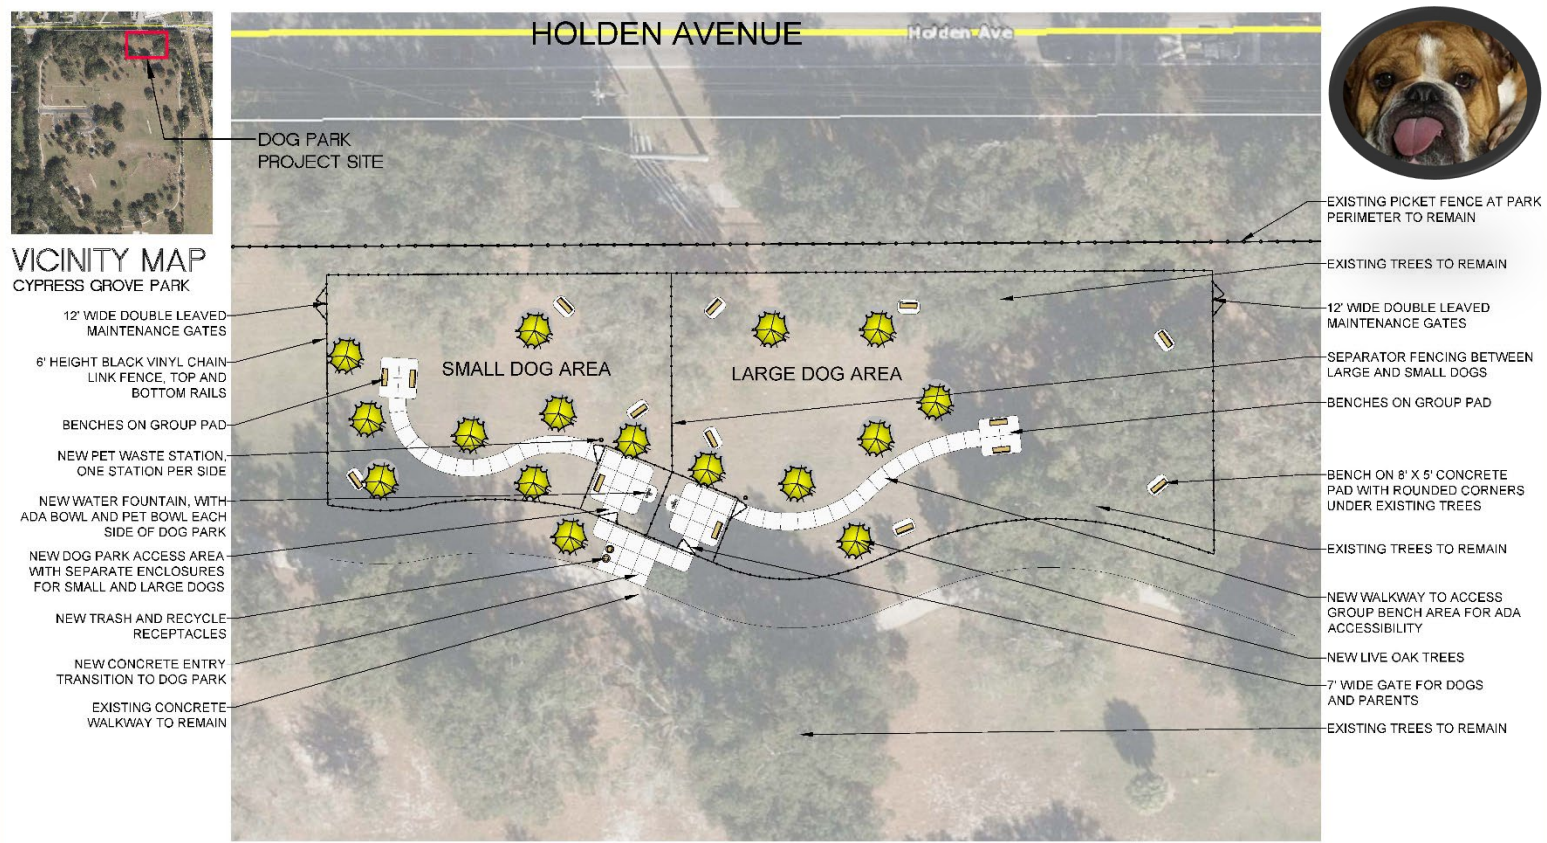 HOLDEN AVENUE
Holden Ave
DOG PARK
PROJECT SITE
VICINITY MAP
CYPRESS GROVE PARK
12' WIDE DOUBLE LEAVED
MAINTENANCE GATES
6' HEIGHT BLACK VINYL CHAIN
LINK FENCE, TOP AND
BOTTOM RAILS
BENCHES ON GROUP PAD
NEW PET WASTE STATION,
ONE STATION PER SIDE
NEW WATER FOUNTAIN, WITH
ADA BOWL AND PET BOWL EACH
SIDE OF DOG PARK
NEW DOG PARK ACCESS AREA
WITH SEPARATE ENCLOSURES
FOR SMALL AND LARGE DOGS
NEW TRASH AND RECYCLE
RECEPTACLES
NEW CONCRETE ENTRY
TRANSITION TO DOG PARK
EXISTING CONCRETE
WALKWAY TO REMAIN
SMALL DOG AREA
LARGE DOG AREA
EXISTING PICKET FENCE AT PARK
PERIMETER TO REMAIN
EXISTING TREES TO REMAIN
12' WIDE DOUBLE LEAVED
MAINTENANCE GATES
SEPARATOR FENCING BETWEEN
LARGE AND SMALL DOGS
BENCHES ON GROUP PAD
BENCH ON 8' X 5' CONCRETE
PAD WITH ROUNDED CORNERS
UNDER EXISTING TREES
EXISTING TREES TO REMAIN
NEW WALKWAY TO ACCESS
GROUP BENCH AREA FOR ADA
ACCESSIBILITY
NEW LIVE OAK TREES
7' WIDE GATE FOR DOGS
AND PARENTS
EXISTING TREES TO REMAIN